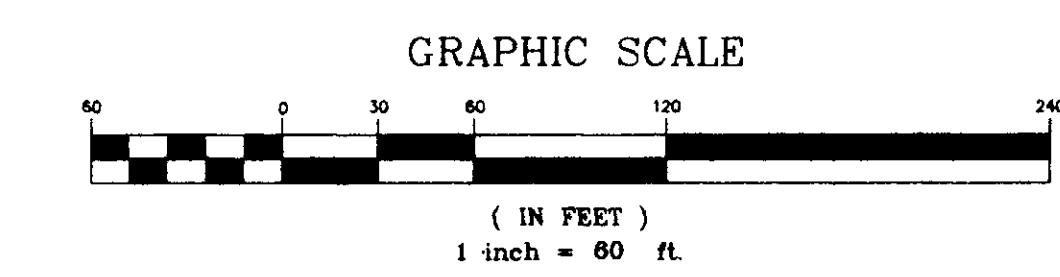 GRAPHIC SCALE
60 0 30 60 120 240
( IN FEET )
1 inch = 60 ft.